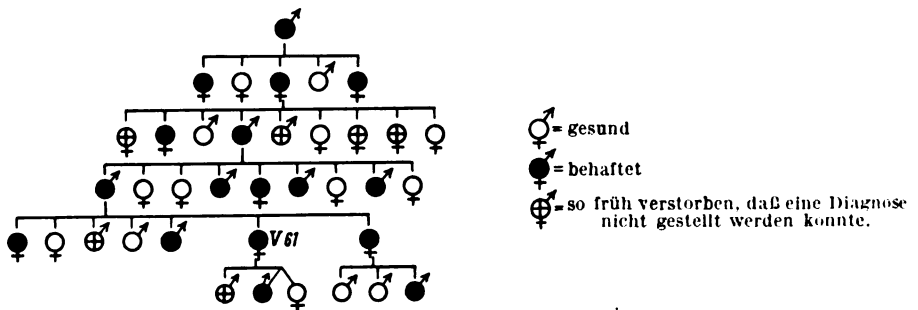 = gesund
= behaftet
= so früh verstorben, daß eine Diagnose
nicht gestellt werden konnte.
V 61